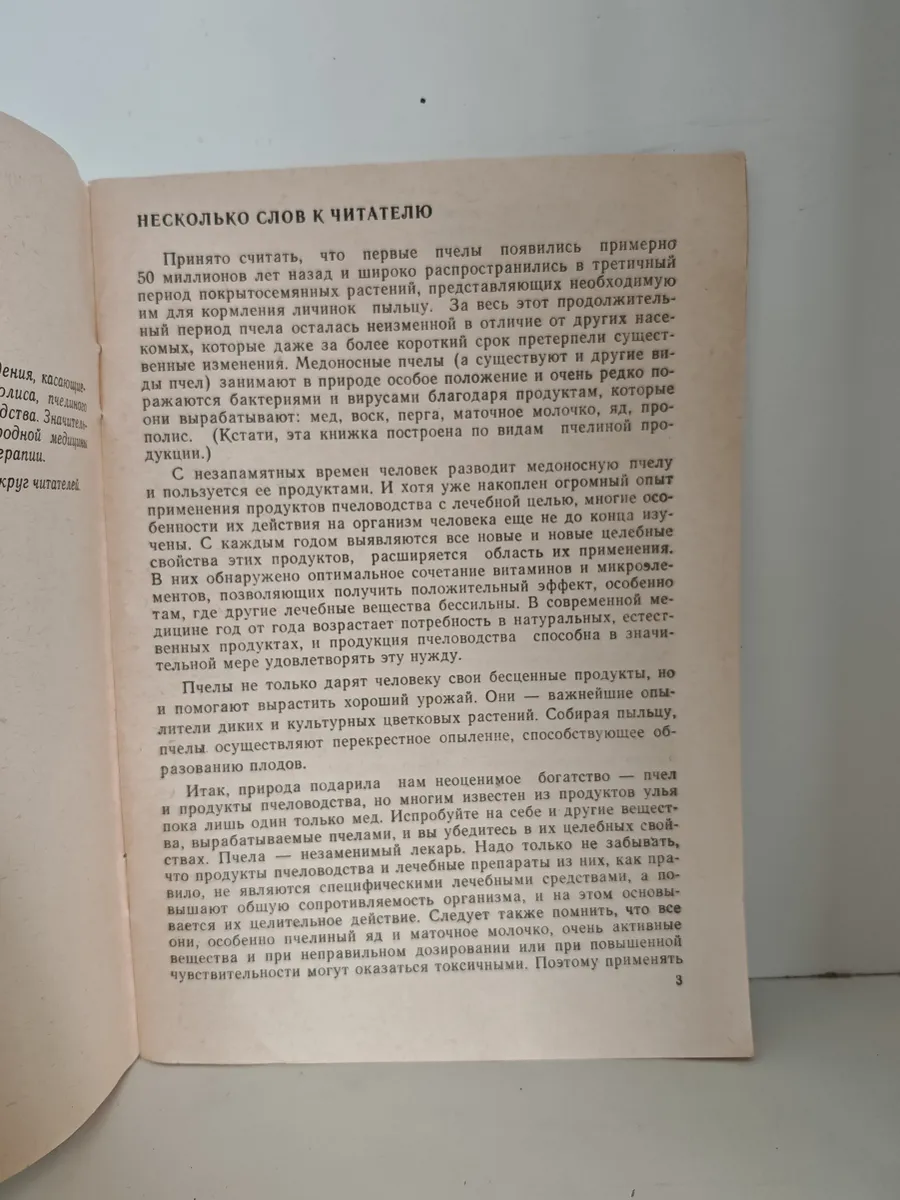 дения, касающие-
олиса, пчелиного
дства. Значитель-
родной медицины
ерапии.
круг читателей.
НЕСКОЛЬКО СЛОВ К ЧИТАТЕЛЮ
Принято считать, что первые пчелы появились примерно
50 миллионов лет назад и широко распространились в третичный
период покрытосемянных растений, представляющих необходимую
им для кормления личинок пыльцу. За весь этот продолжитель-
ный период пчела осталась неизменной в отличие от других насе-
комых, которые даже за более короткий срок претерпели сущест-
венные изменения. Медоносные пчелы (а существуют и другие ви-
ды пчел) занимают в природе особое положение и очень редко по-
ражаются бактериями и вирусами благодаря продуктам, которые
они вырабатывают: мед, воск, перга, маточное молочко, яд, про-
полис. (Кстати, эта книжка построена по видам пчелиной про-
дукции.)
С незапамятных времен человек разводит медоносную пчелу
и пользуется ее продуктами. И хотя уже накоплен огромный опыт
применения продуктов пчеловодства с лечебной целью, многие осо-
бенности их действия на организм человека еще не до конца изу-
чены. С каждым годом выявляются все новые и новые целебные
свойства этих продуктов, расширяется область их применения.
В них обнаружено оптимальное сочетание витаминов и микроэле-
ментов, позволяющих получить положительный эффект, особенно
там, где другие лечебные вещества бессильны. В современной ме-
дицине год от года возрастает потребность в натуральных, естест-
венных продуктах, и продукция пчеловодства способна в значи-
тельной мере удовлетворять эту нужду.
Пчелы не только дарят человеку свои бесценные продукты, но
и помогают вырастить хороший урожай. Они — важнейшие опы-
лители диких и культурных цветковых растений. Собирая пыльцу,
пчелы осуществляют перекрестное опыление, способствующее об-
разованию плодов.
Итак, природа подарила нам неоценимое богатство — пчел
и продукты пчеловодства, но многим известен из продуктов улья
пока лишь один только мед. Испробуйте на себе и другие вещест-
ва, вырабатываемые пчелами, и вы убедитесь в их целебных свой-
ствах. Пчела — незаменимый лекарь. Надо только не забывать,
что продукты пчеловодства и лечебные препараты из них, как пра-
вило, не являются специфическими лечебными средствами, а по-
вышают общую сопротивляемость организма, и на этом основы-
вается их целительное действие. Следует также помнить, что все
они, особенно пчелиный яд и маточное молочко, очень активные
вещества и при неправильном дозировании или при повышенной
чувствительности могут оказаться токсичными. Поэтому применять
3